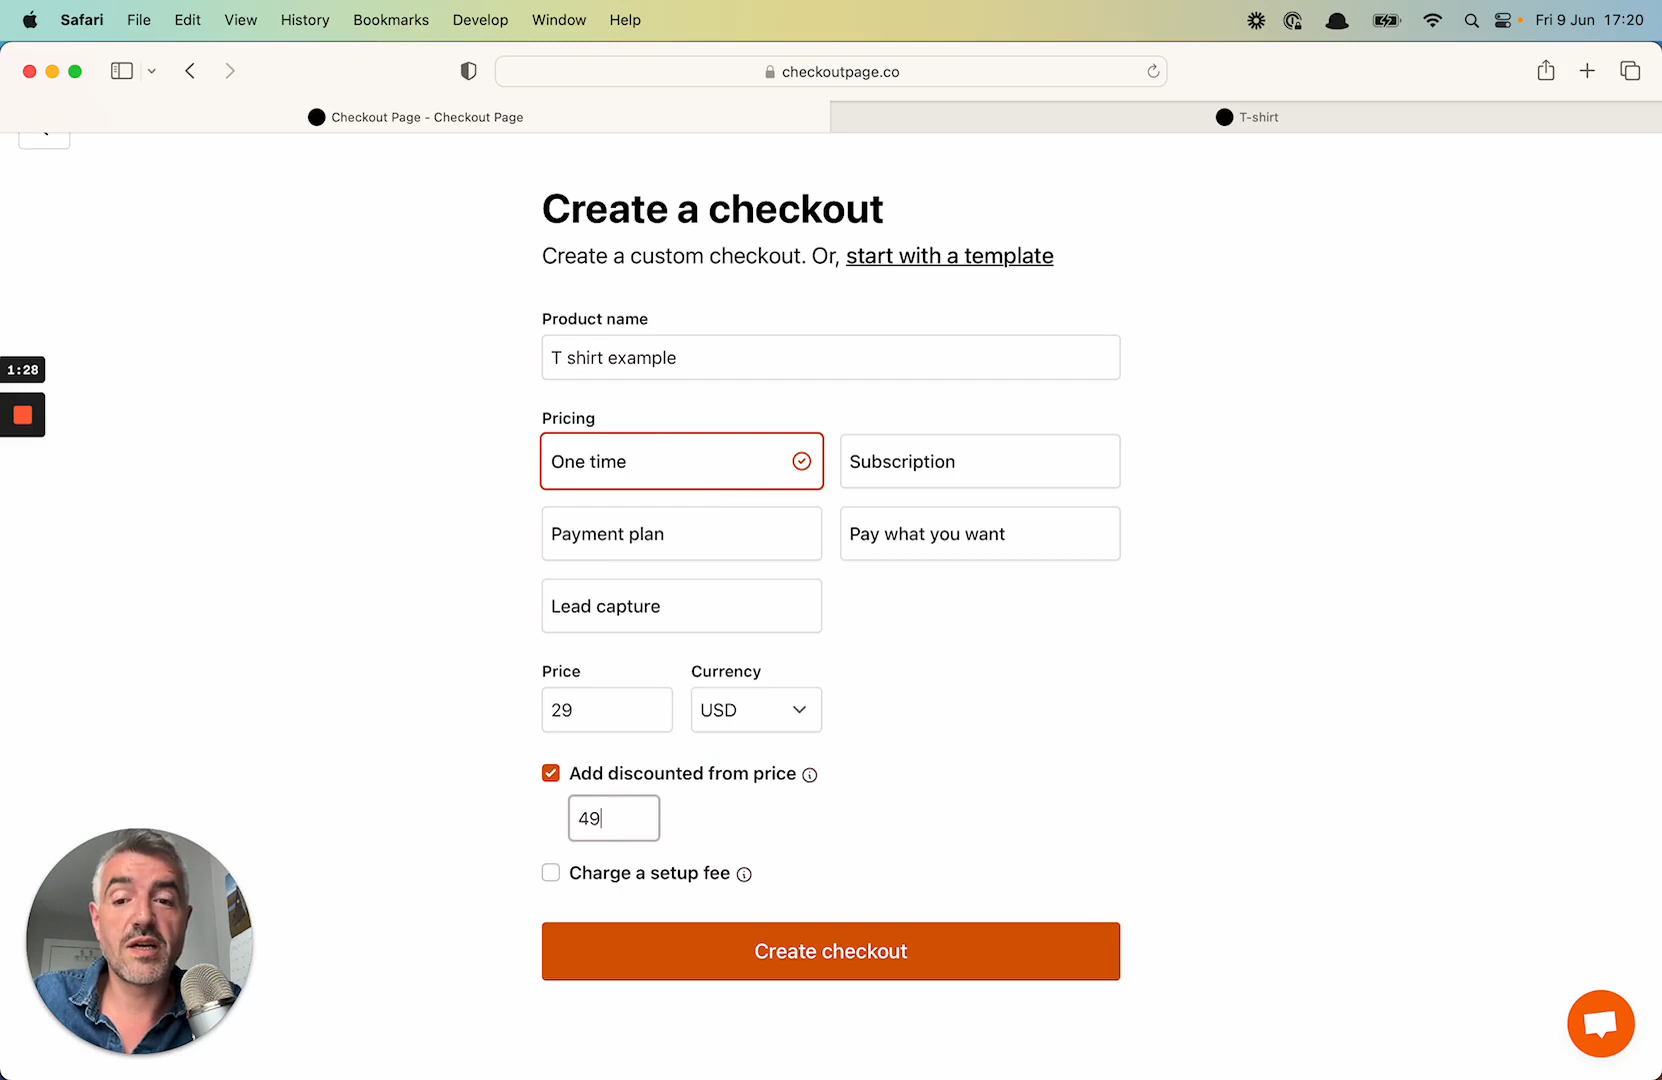 Safari File Edit View History Bookmarks Develop Window Help Fri 9 Jun 17:20
checkoutpage.co
Checkout Page - Checkout Page
T-shirt
Create a checkout
Create a custom checkout. Or, start with a template
Product name
T shirt example
1:28
Pricing
One time
Subscription
Payment plan
Pay what you want
Lead capture
Price Currency
29 USD
Add discounted from price
49
Charge a setup fee
Create checkout